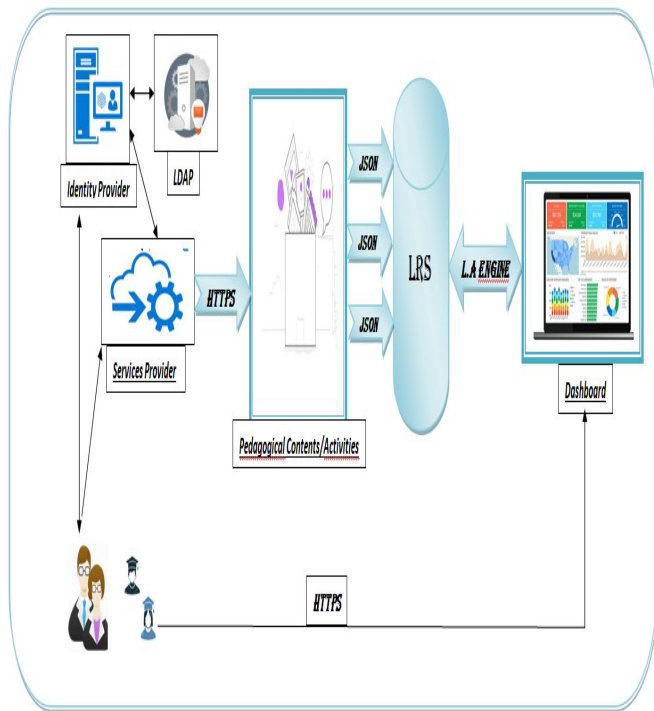 Identity Provider
LDAP
Services Provider
HTTPS
JSON
JSON
JSON
LRS
L.A ENGINE
Dashboard
Pedagogical Contents/Activities
HTTPS